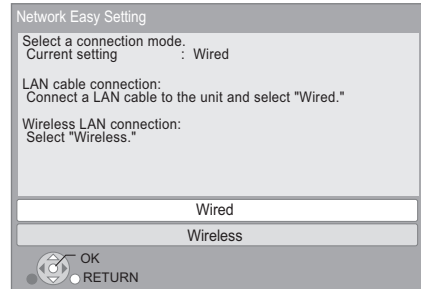 Network Easy Setting
Select a connection mode.
Current setting : Wired
LAN cable connection:
Connect a LAN cable to the unit and select "Wired."
Wireless LAN connection:
Select "Wireless."
Wired
Wireless
OK
RETURN